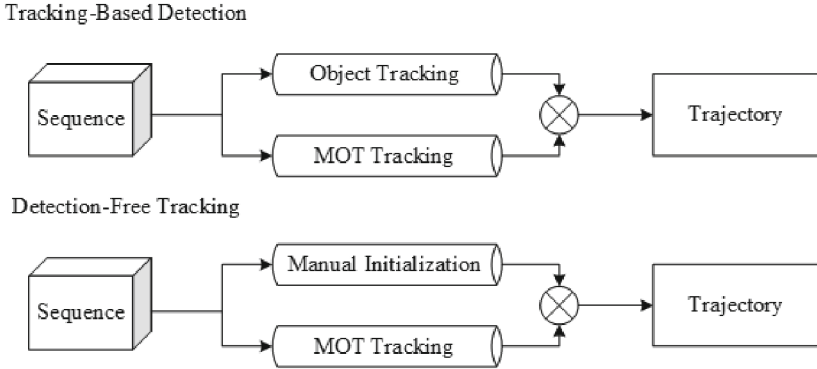 Tracking-Based Detection
Object Tracking
Sequence
MOT Tracking
Trajectory
Detection-Free Tracking
Manual Initialization
Sequence
MOT Tracking
Trajectory